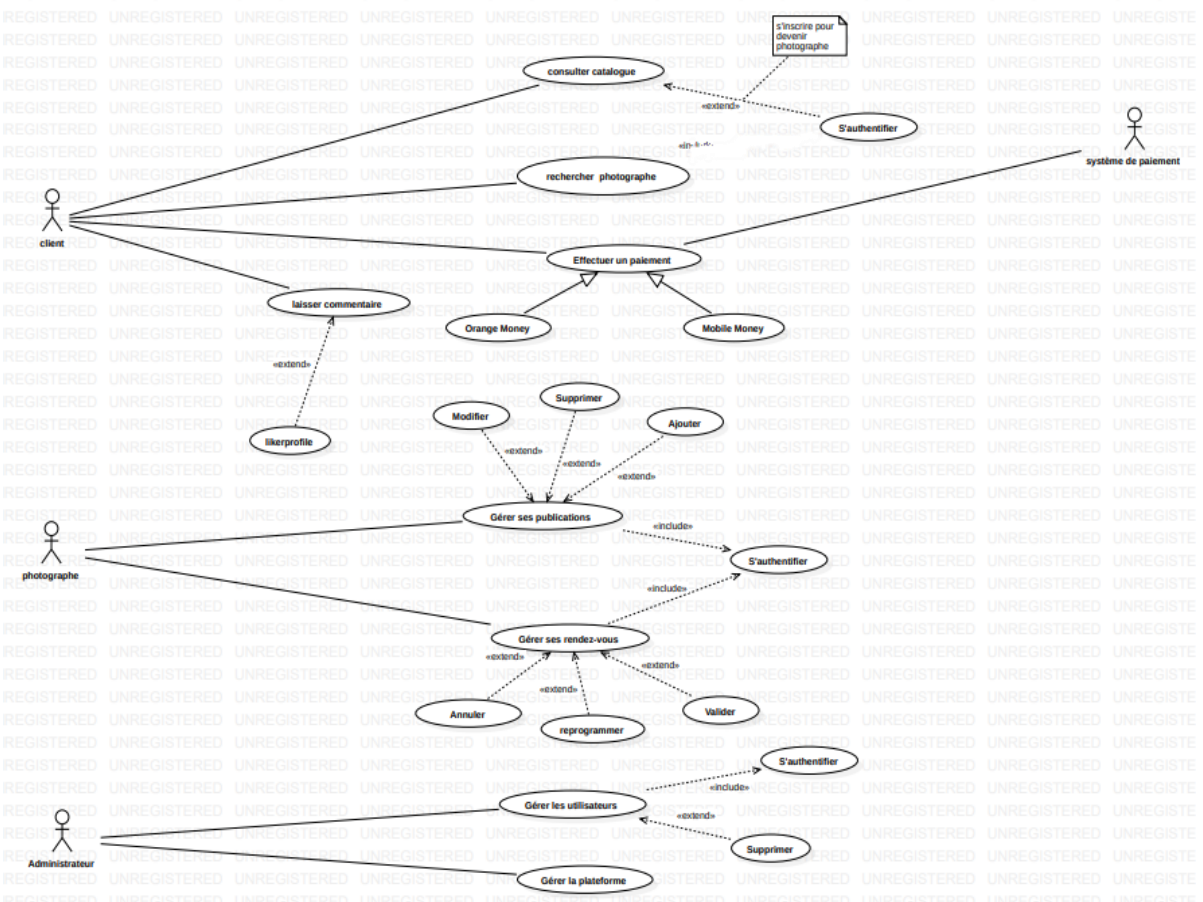 s'inscrire pour
devenir
photographe
consulter catalogue
«extend»
S'authentifier
système de paiement
rechercher photographe
client
Effectuer un paiement
laisser commentaire
Orange Money
Mobile Money
«extend»
likerprofile
Modifier
Supprimer
Ajouter
«extend»
«extend»
«extend»
Gérer ses publications
«include»
S'authentifier
photographe
«include»
Gérer ses rendez-vous
«extend»
«extend»
«extend»
Annuler
reprogrammer
Valider
S'authentifier
«include»
Gérer les utilisateurs
«extend»
Supprimer
Administrateur
Gérer la plateforme
UNREGISTERED